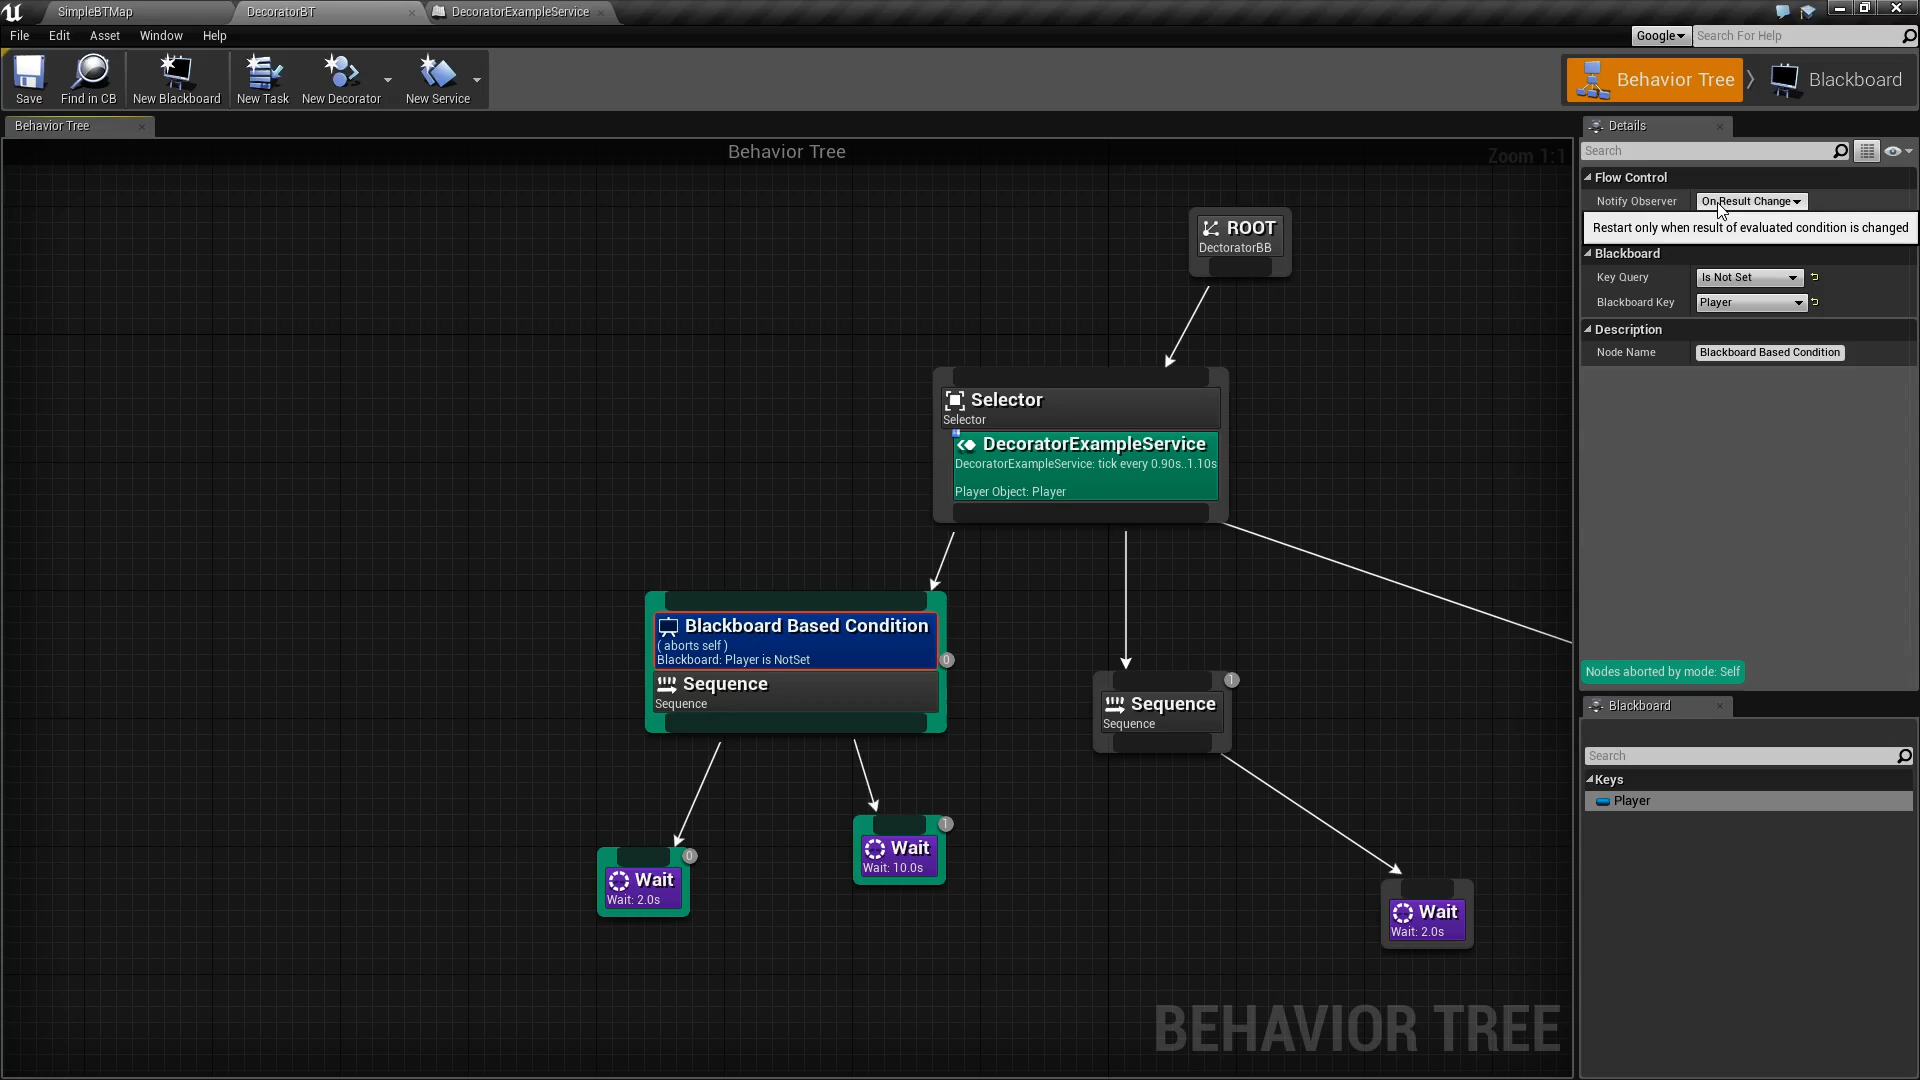 SimpleBTMap
DecoratorBT
DecoratorExampleService
File Edit Asset Window Help
Google
Search For Help
Save
Find in CB
New Blackboard
New Task
New Decorator
New Service
Behavior Tree
Blackboard
Behavior Tree
Behavior Tree
Zoom 1:1
ROOT
DectoratorBB
Selector
Selector
DecoratorExampleService
DecoratorExampleService: tick every 0.90s..1.10s
Player Object: Player
Blackboard Based Condition
( aborts self )
Blackboard: Player is NotSet
0
Sequence
Sequence
1
Sequence
Sequence
0
Wait
Wait: 2.0s
1
Wait
Wait: 10.0s
Wait
Wait: 2.0s
BEHAVIOR TREE
Details
Search
Flow Control
Notify Observer
On Result Change
Restart only when result of evaluated condition is changed
Blackboard
Key Query
Is Not Set
Blackboard Key
Player
Description
Node Name
Blackboard Based Condition
Nodes aborted by mode: Self
Blackboard
Search
Keys
Player